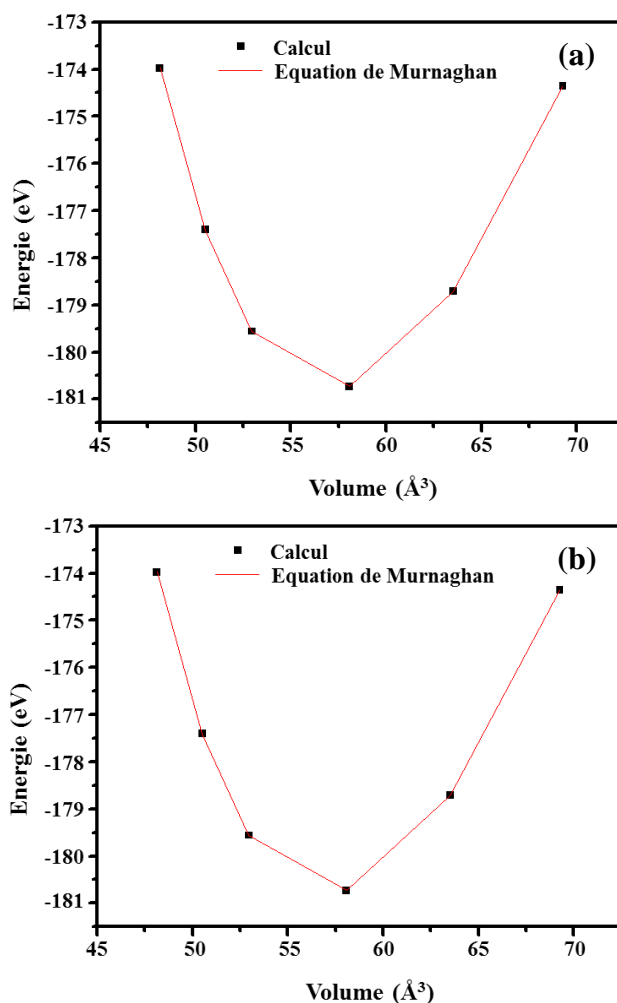 -173
Calcul
(a)
Equation de Murnaghan
-174
-175
-176
-177
-178
-179
-180
-181
Energie (eV)
45 50 55 60 65 70
Volume (Å³)
-173
Calcul
(b)
Equation de Murnaghan
-174
-175
-176
-177
-178
-179
-180
-181
Energie (eV)
45 50 55 60 65 70
Volume (Å³)